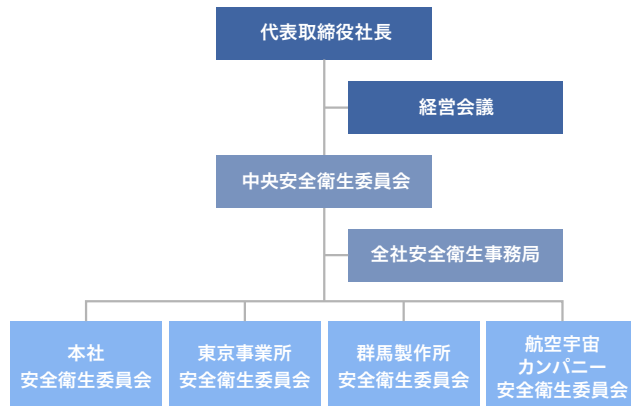 代表取締役社長
経営会議
中央安全衛生委員会
全社安全衛生事務局
本社
安全衛生委員会
東京事業所
安全衛生委員会
群馬製作所
安全衛生委員会
航空宇宙
カンパニー
安全衛生委員会